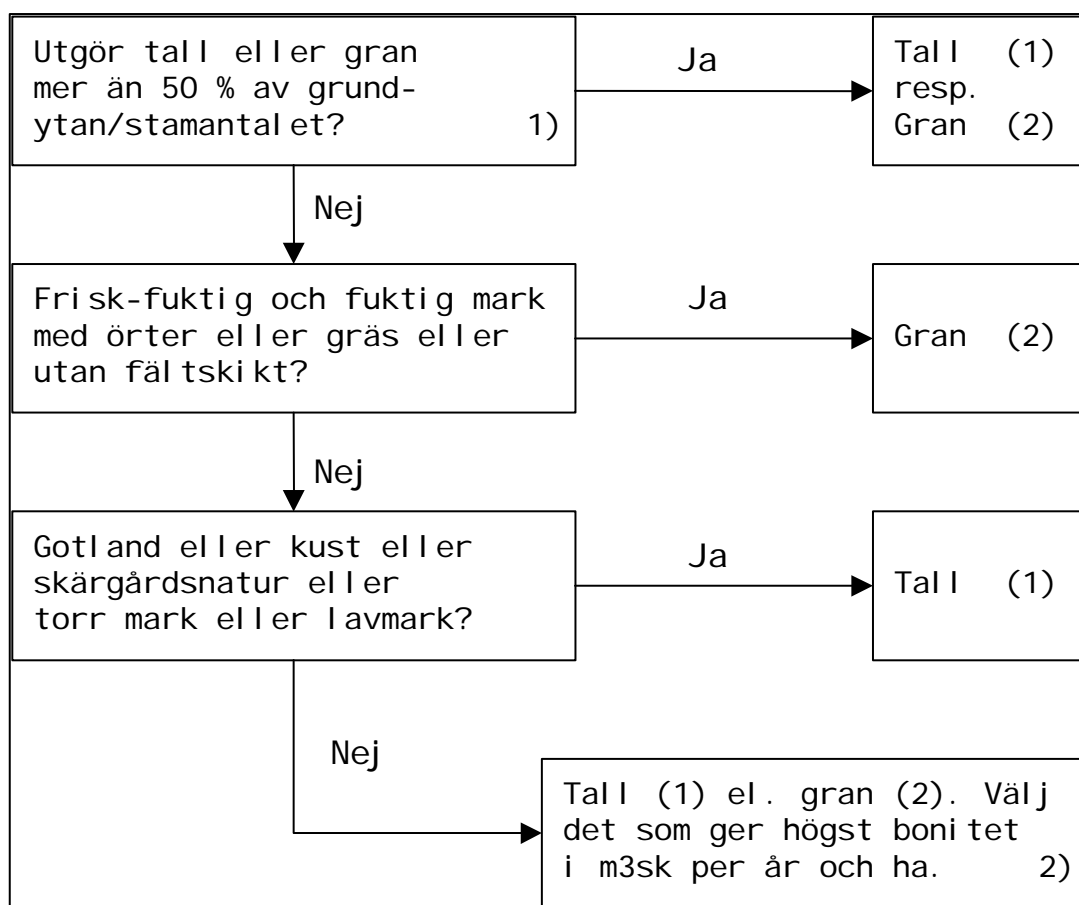 Utgör tall eller gran
mer än 50 % av grund-
ytan/stamantalet? 1)
Ja
Tall (1)
resp.
Gran (2)
Nej
Frisk-fuktig och fuktig mark
med örter eller gräs eller
utan fältskikt?
Ja
Gran (2)
Nej
Gotland eller kust eller
skärgårdsnatur eller
torr mark eller lavmark?
Ja
Tall (1)
Nej
Tall (1) el. gran (2). Välj
det som ger högst bonitet
i m3sk per år och ha. 2)